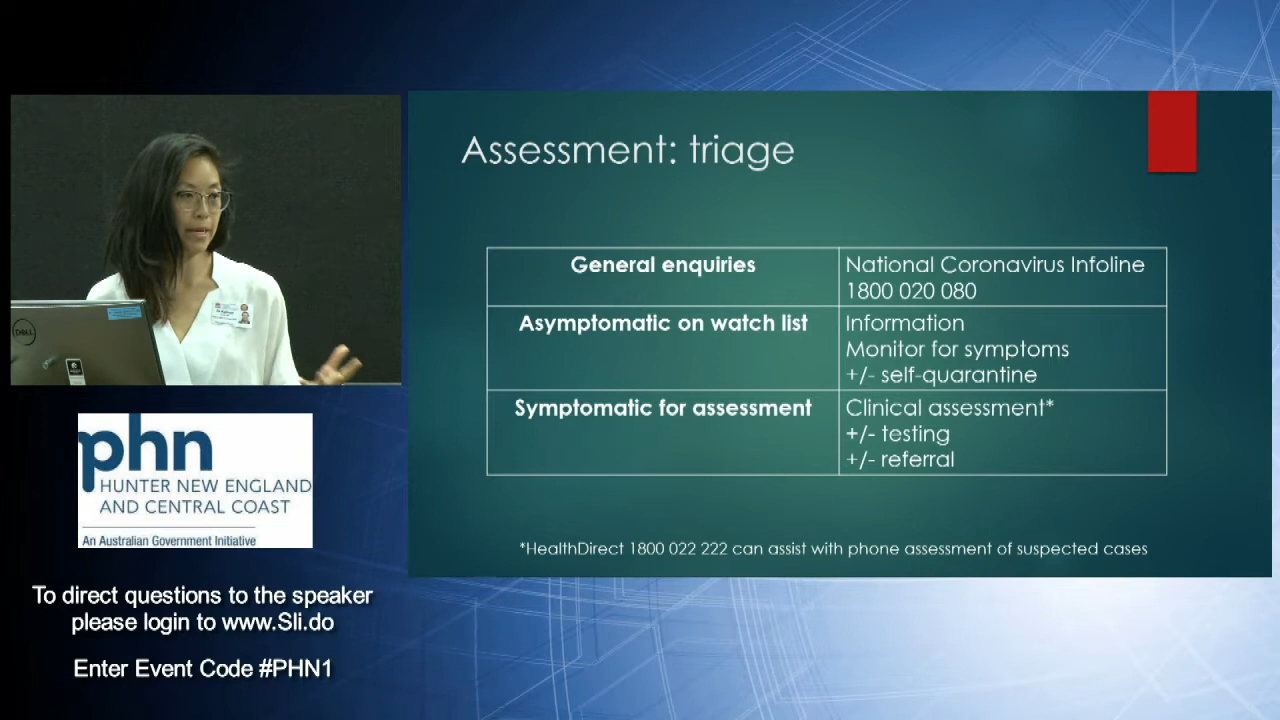 Assessment: triage
General enquiries
National Coronavirus Infoline
1800 020 080
Asymptomatic on watch list
Information
Monitor for symptoms
+/- self-quarantine
Symptomatic for assessment
Clinical assessment*
+/- testing
+/- referral
*HealthDirect 1800 022 222 can assist with phone assessment of suspected cases
DELL
phn
HUNTER NEW ENGLAND
AND CENTRAL COAST
An Australian Government Initiative
To direct questions to the speaker
please login to www.Sli.do
Enter Event Code #PHN1